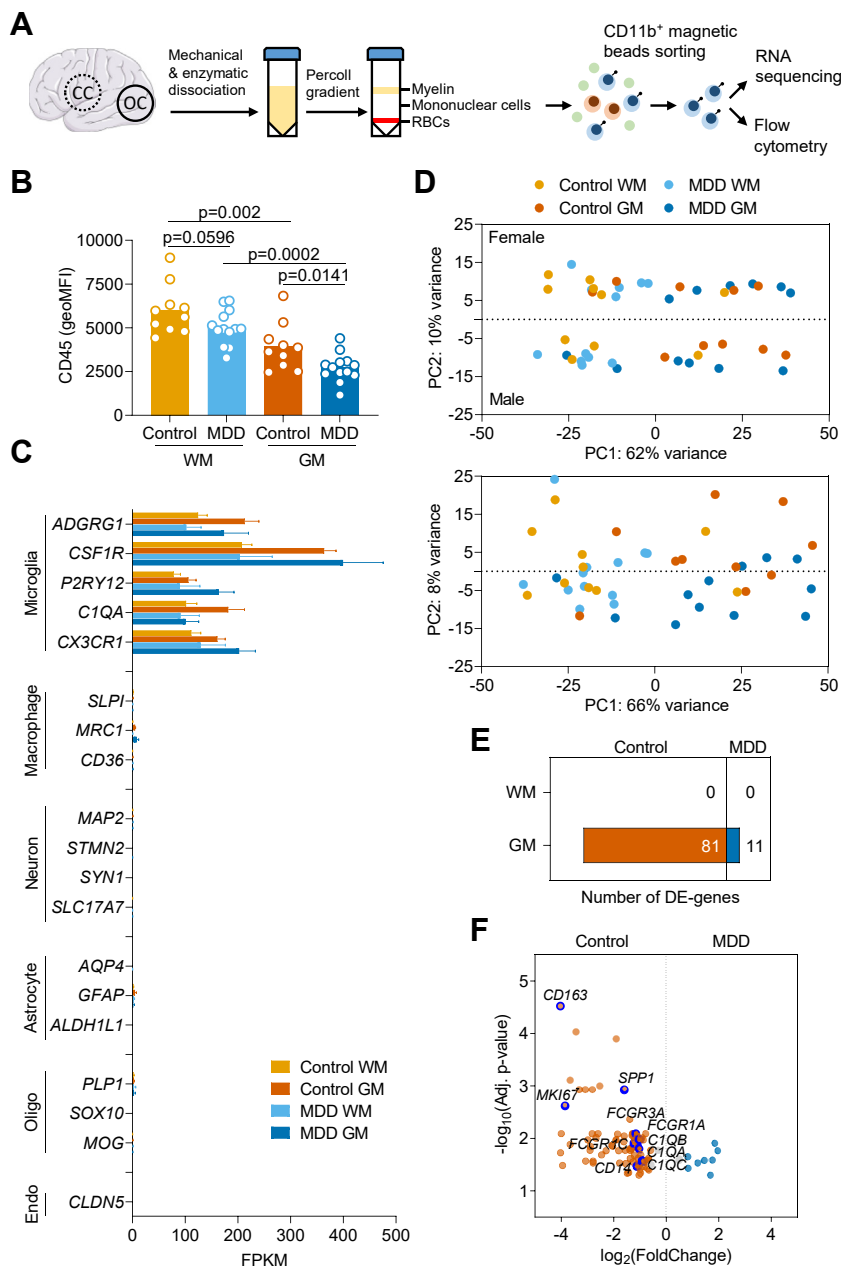 A
Mechanical
& enzymatic
dissociation
Percoll
gradient
CC
OC
Myelin
Mononuclear cells
RBCs
CD11b+ magnetic
beads sorting
RNA
sequencing
Flow
cytometry
B
p=0.002
p=0.0596
p=0.0002
p=0.0141
CD45 (geoMFI)
10000
7500
5000
2500
0
Control MDD Control MDD
WM GM
C
Microglia
ADGRG1
CSF1R
P2RY12
C1QA
CX3CR1
Macrophage
SLPI
MRC1
CD36
Neuron
MAP2
STMN2
SYN1
SLC17A7
Astrocyte
AQP4
GFAP
ALDH1L1
Oligo
PLP1
SOX10
MOG
Endo
CLDN5
Control WM
Control GM
MDD WM
MDD GM
0 100 200 300 400 500
FPKM
D
Control WM MDD WM
Control GM MDD GM
Female
Male
PC2: 10% variance
25
15
5
-5
-15
-25
-50 -25 0 25 50
PC1: 62% variance
PC2: 8% variance
25
15
5
-5
-15
-25
-50 -25 0 25 50
PC1: 66% variance
E
Control MDD
WM 0 0
GM 81 11
Number of DE-genes
F
Control MDD
-log10(Adj. p-value)
5
4
3
2
1
CD163
SPP1
MKI67
FCGR3A
FCGR1A
FCGR1C
C1QB
C1QA
CD14
C1QC
-4 -2 0 2 4
log2(FoldChange)